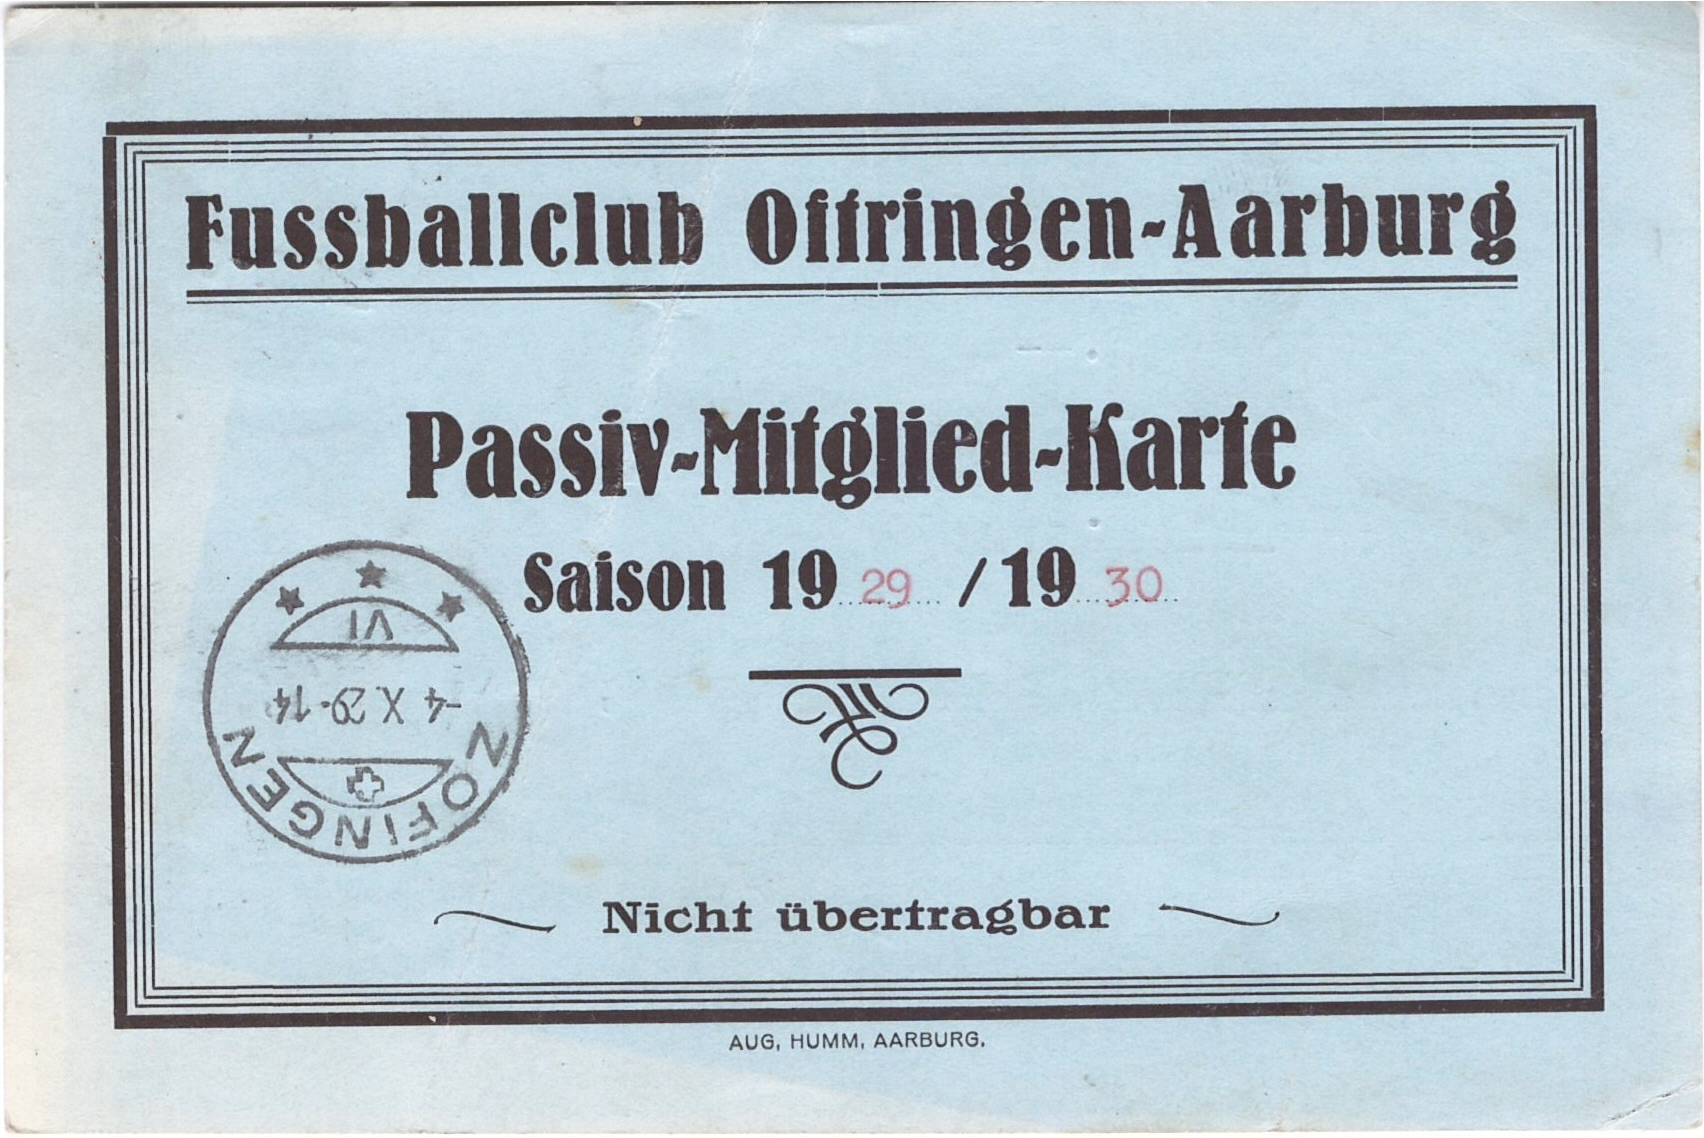 Fussballclub Oftringen-Aarburg
Passiv-Mitglied-Karte
Saison 19 29 / 19 30
VI
-4 X 29-14
ZOFINGEN
Nicht übertragbar
AUG, HUMM, AARBURG.